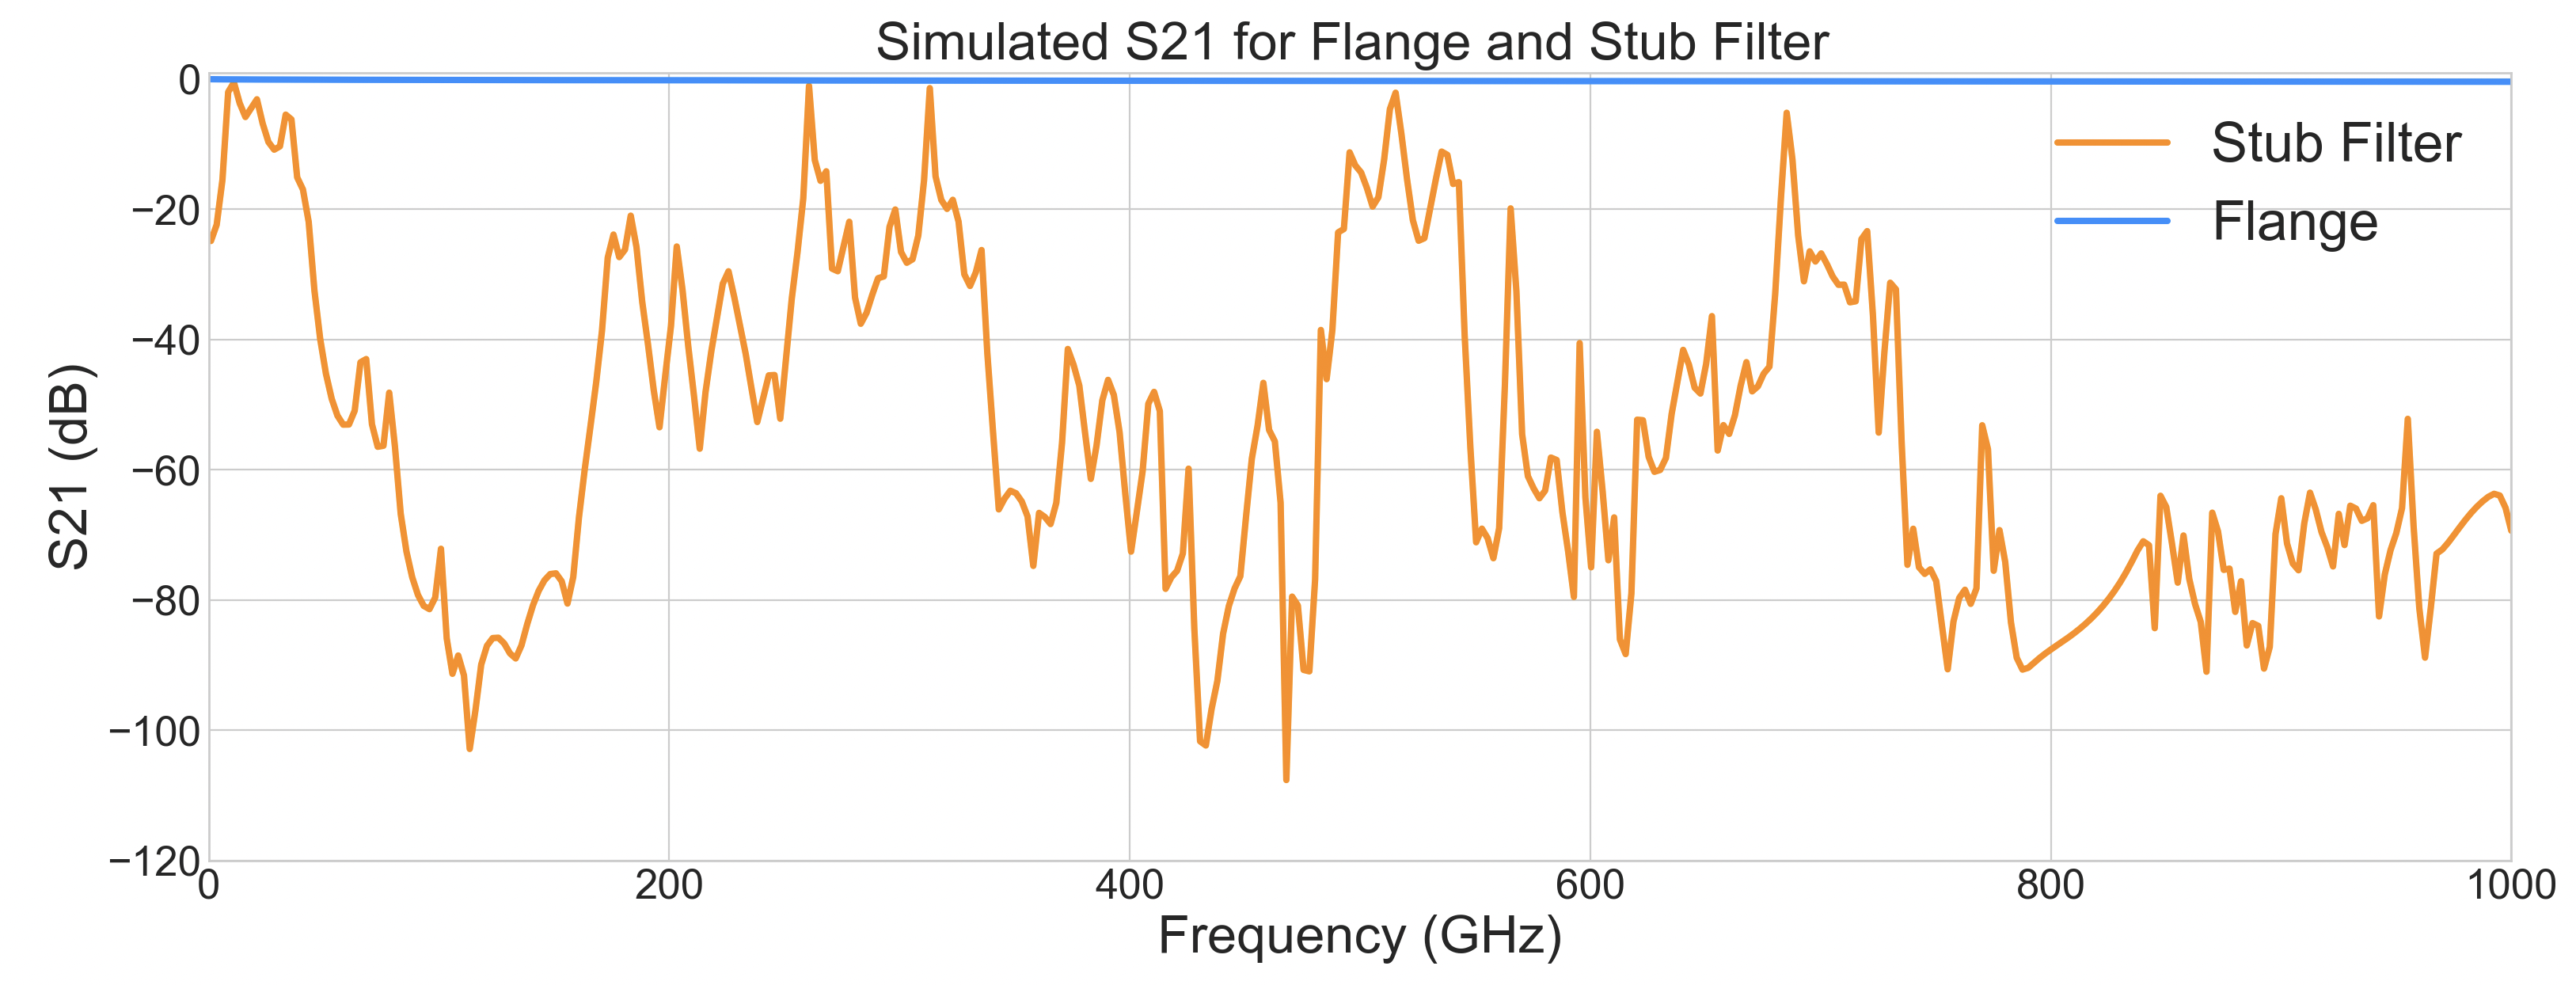 Simulated S21 for Flange and Stub Filter
0
−20
−40
−60
−80
−100
−120
S21 (dB)
Stub Filter
Flange
0 200 400 600 800 1000
Frequency (GHz)